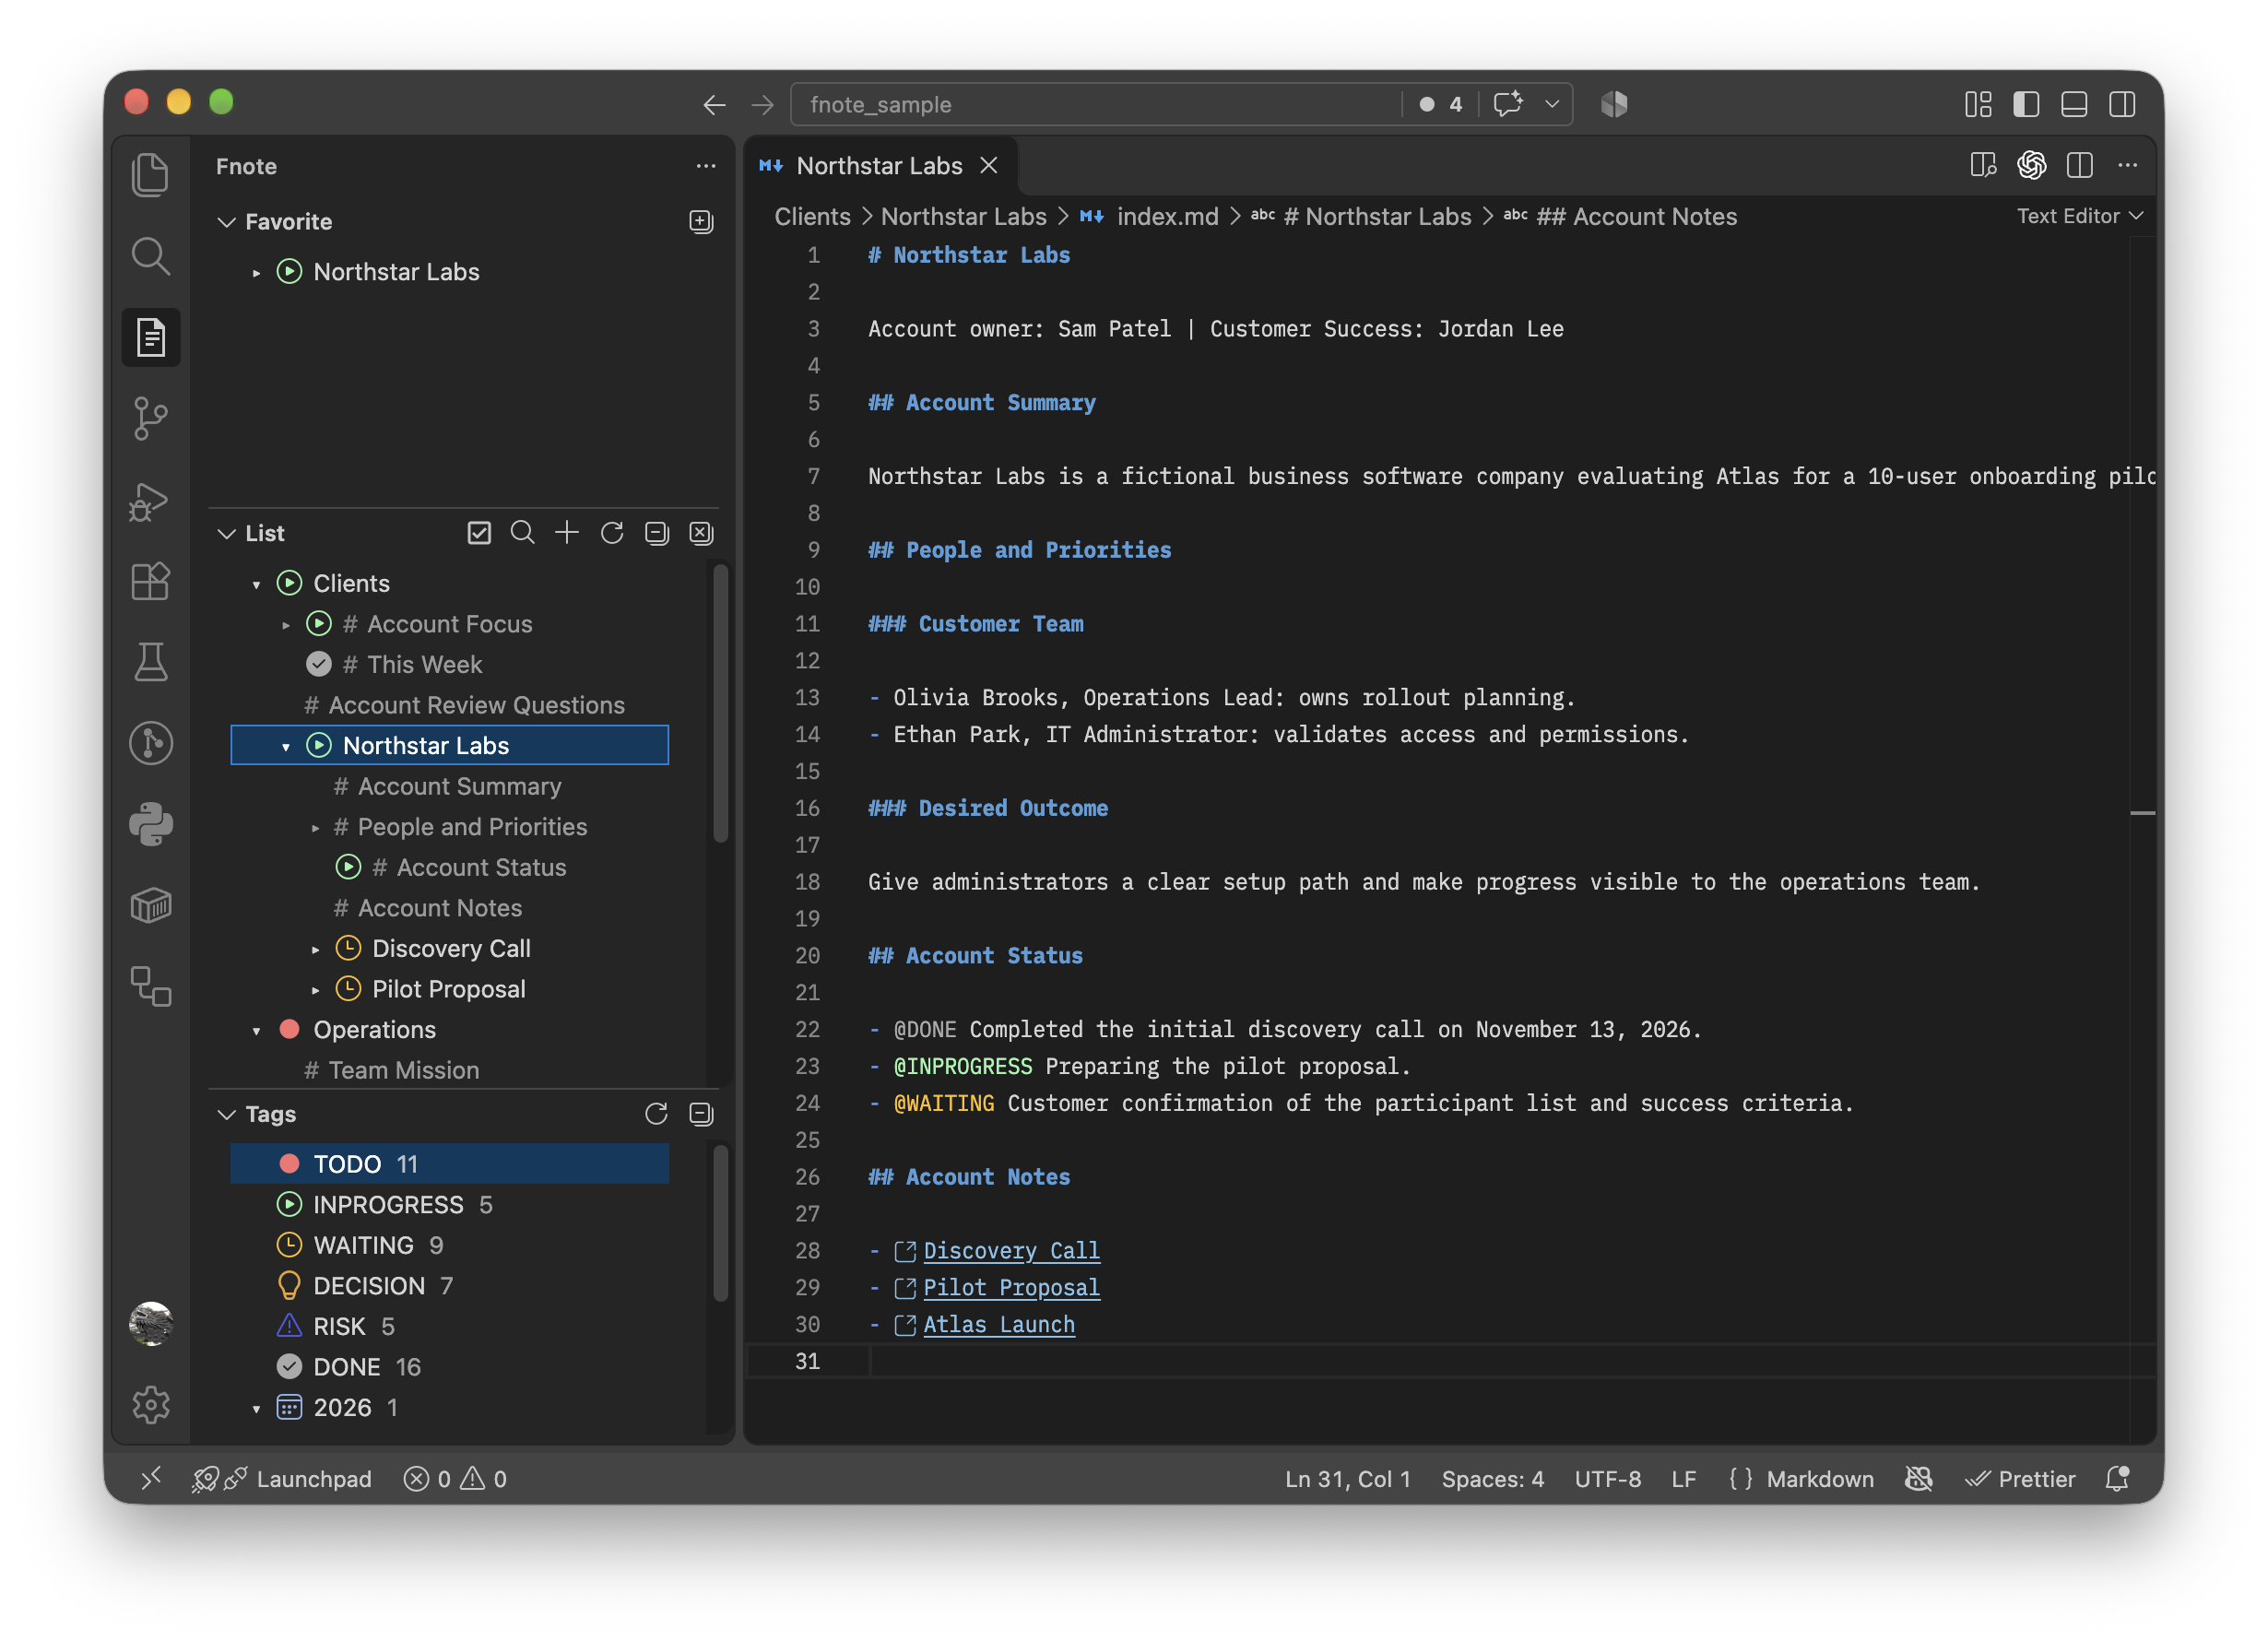 fnote_sample
4
Fnote
Favorite
Northstar Labs
List
Clients
# Account Focus
# This Week
# Account Review Questions
Northstar Labs
# Account Summary
# People and Priorities
# Account Status
# Account Notes
Discovery Call
Pilot Proposal
Operations
# Team Mission
Tags
TODO 11
INPROGRESS 5
WAITING 9
DECISION 7
RISK 5
DONE 16
2026 1
Northstar Labs
Clients > Northstar Labs > index.md > abc # Northstar Labs > abc ## Account Notes
Text Editor
1 # Northstar Labs
2
3 Account owner: Sam Patel | Customer Success: Jordan Lee
4
5 ## Account Summary
6
7 Northstar Labs is a fictional business software company evaluating Atlas for a 10-user onboarding
8
9 ## People and Priorities
10
11 ### Customer Team
12
13 - Olivia Brooks, Operations Lead: owns rollout planning.
14 - Ethan Park, IT Administrator: validates access and permissions.
15
16 ### Desired Outcome
17
18 Give administrators a clear setup path and make progress visible to the operations team.
19
20 ## Account Status
21
22 - @DONE Completed the initial discovery call on November 13, 2026.
23 - @INPROGRESS Preparing the pilot proposal.
24 - @WAITING Customer confirmation of the participant list and success criteria.
25
26 ## Account Notes
27
28 - Discovery Call
29 - Pilot Proposal
30 - Atlas Launch
31
Launchpad
0
0
Ln 31, Col 1
Spaces: 4
UTF-8
LF
{ } Markdown
Prettier